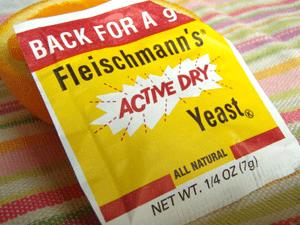 BACK FOR A g
Fleischmann's®
ACTIVE DRY
Yeast®
ALL NATURAL
NET WT. 1/4 OZ (7g)